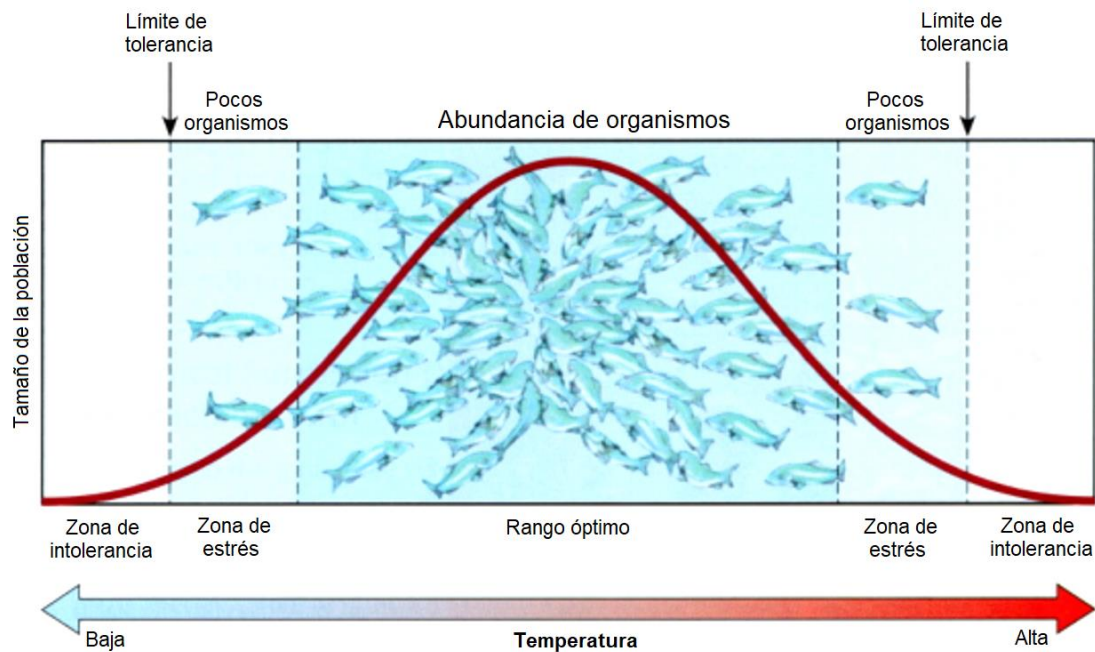 Límite de
tolerancia
Límite de
tolerancia
Pocos
organismos
Abundancia de organismos
Pocos
organismos
Tamaño de la población
Zona de
intolerancia
Zona de
estrés
Rango óptimo
Zona de
estrés
Zona de
intolerancia
Baja
Temperatura
Alta